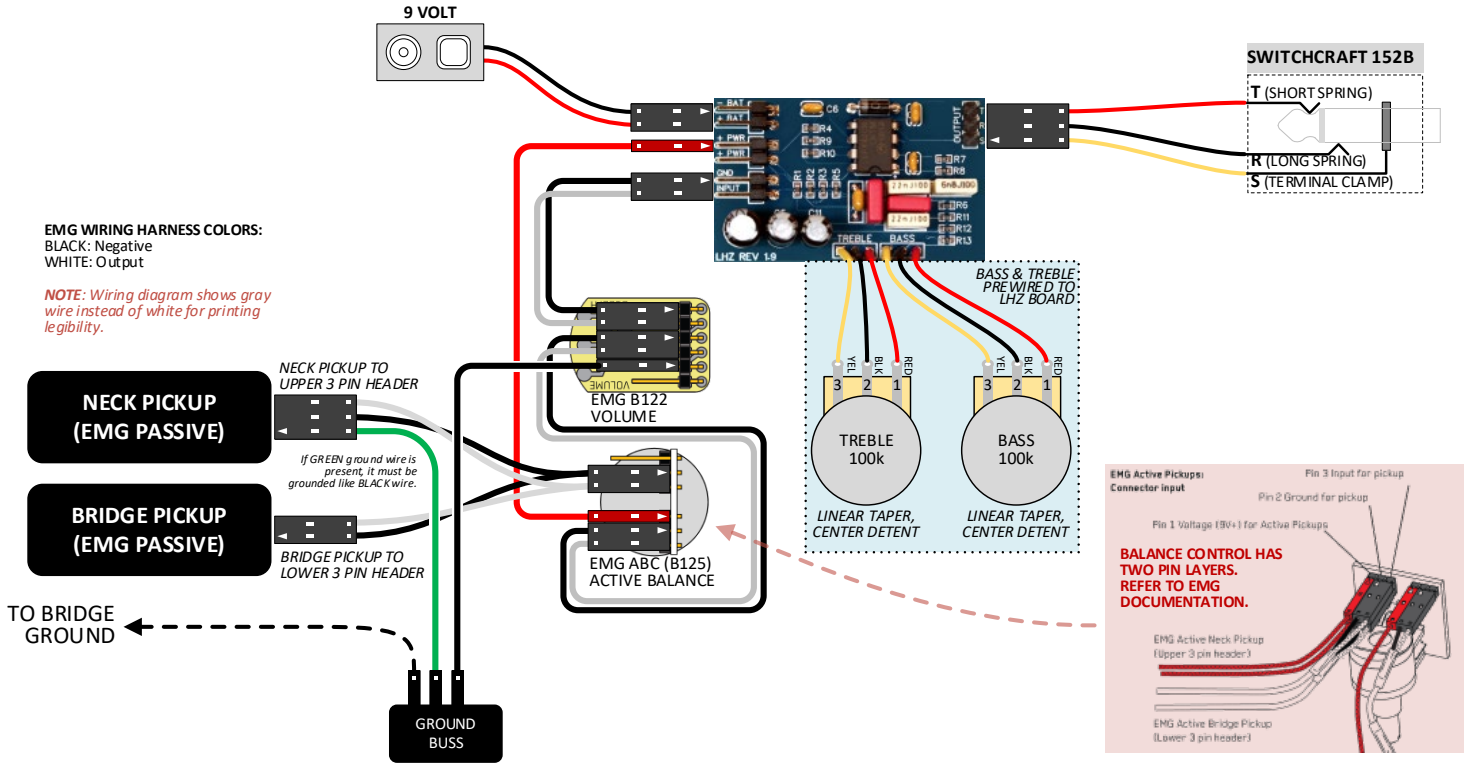 9 VOLT
SWITCHCRAFT 152B
T (SHORT SPRING)
R (LONG SPRING)
S (TERMINAL CLAMP)
- BAT
+ BAT
+ PWR
+ PWR
GND
INPUT
C6
R4
R9
R10
R1
R2
R3
R5
OUTPUT
T
R
S
R7
R8
22nJ100
6n8J100
22nJ100
R6
R11
R12
R13
C11
TREBLE
BASS
LHZ REV 1.9
EMG WIRING HARNESS COLORS:
BLACK: Negative
WHITE: Output
NOTE: Wiring diagram shows gray
wire instead of white for printing
legibility.
BASS & TREBLE
PREWIRED TO
LHZ BOARD
YEL
BLK
RED
3
2
1
YEL
BLK
RED
3
2
1
TREBLE
100k
BASS
100k
LINEAR TAPER,
CENTER DETENT
LINEAR TAPER,
CENTER DETENT
VOLUME
EMG B122
VOLUME
NECK PICKUP
(EMG PASSIVE)
NECK PICKUP TO
UPPER 3 PIN HEADER
If GREEN ground wire is
present, it must be
grounded like BLACK wire.
BRIDGE PICKUP
(EMG PASSIVE)
BRIDGE PICKUP TO
LOWER 3 PIN HEADER
EMG ABC (B125)
ACTIVE BALANCE
TO BRIDGE
GROUND
GROUND
BUSS
EMG Active Pickups:
Connector input
Pin 3 Input for pickup
Pin 2 Ground for pickup
Pin 1 Voltage (9V+) for Active Pickups
BALANCE CONTROL HAS
TWO PIN LAYERS.
REFER TO EMG
DOCUMENTATION.
EMG Active Neck Pickup
(Upper 3 pin header)
EMG Active Bridge Pickup
(Lower 3 pin header)